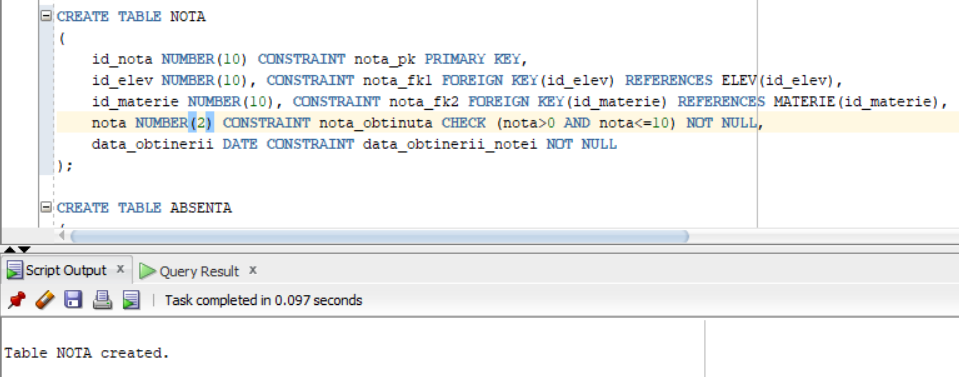 CREATE TABLE NOTA
(
id_nota NUMBER(10) CONSTRAINT nota_pk PRIMARY KEY,
id_elev NUMBER(10), CONSTRAINT nota_fk1 FOREIGN KEY(id_elev) REFERENCES ELEV(id_elev),
id_materie NUMBER(10), CONSTRAINT nota_fk2 FOREIGN KEY(id_materie) REFERENCES MATERIE(id_materie),
nota NUMBER(2) CONSTRAINT nota_obtinuta CHECK (nota>0 AND nota<=10) NOT NULL,
data_obtinerii DATE CONSTRAINT data_obtinerii_notei NOT NULL
);
CREATE TABLE ABSENTA
Script Output x Query Result x
Task completed in 0.097 seconds
Table NOTA created.